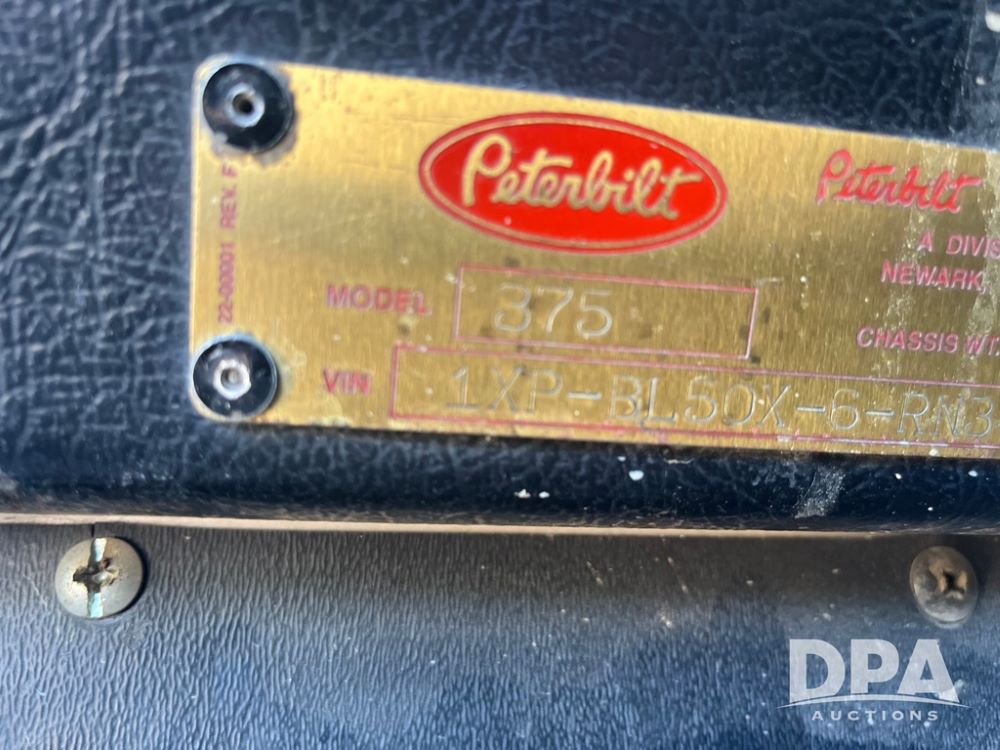 Peterbilt
Peterbilt
A DIVIS
NEWARK,
MODEL 375
CHASSIS WT
VIN 1XP-BL50X-6-RN3
22-00001 REV. F
DPA
AUCTIONS